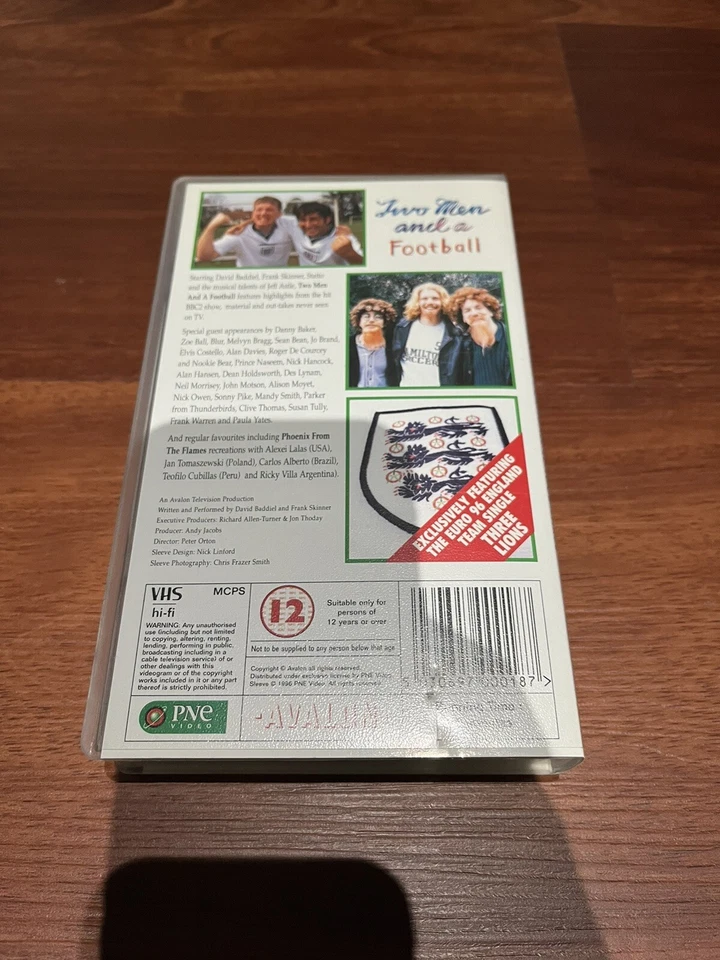 Two Men
and a
Football
Starring David Baddiel, Frank Skinner, Statto
and the musical talents of Jeff Astle, Two Men
And A Football features highlights from the hit
BBC2 show, material and out-takes never seen
on TV.
Special guest appearances by Danny Baker,
Zoe Ball, Blur, Melvyn Bragg, Sean Bean, Jo Brand,
Elvis Costello, Alan Davies, Roger De Courcey
and Nookie Bear, Prince Naseem, Nick Hancock,
Alan Hansen, Dean Holdsworth, Des Lynam,
Neil Morrisey, John Motson, Alison Moyet,
Nick Owen, Sonny Pike, Mandy Smith, Parker
from Thunderbirds, Clive Thomas, Susan Tully,
Frank Warren and Paula Yates.
And regular favourites including Phoenix From
The Flames recreations with Alexi Lalas (USA),
Jan Tomaszewski (Poland), Carlos Alberto (Brazil),
Teofilo Cubillas (Peru) and Ricky Villa Argentina).
An Avalon Television Production
Written and Performed by David Baddiel and Frank Skinner
Executive Producers: Richard Allen-Turner & Jon Thoday
Producer: Andy Jacobs
Director: Peter Orton
Sleeve Design: Nick Linford
Sleeve Photography: Chris Frazer Smith
EXCLUSIVELY FEATURING
THE EURO 96 ENGLAND
TEAM SINGLE
THREE
LIONS
VHS MCPS
hi-fi
WARNING: Any unauthorised
use (including but not limited
to copying, altering, renting,
lending, performing in public,
broadcasting including in a
cable television service) of or
other dealings with this
videogram or of the copyright
works included in it or any part
thereof is strictly prohibited.
12
Suitable only for
persons of
12 years or over
Not to be supplied to any person below that age
Copyright © Avalon all rights reserved.
Distributed under exclusive license by PNE Video
Sleeve © 1996 PNE Video. All rights reserved.
000187 >
PNE
VIDEO
AVALON
Running Time